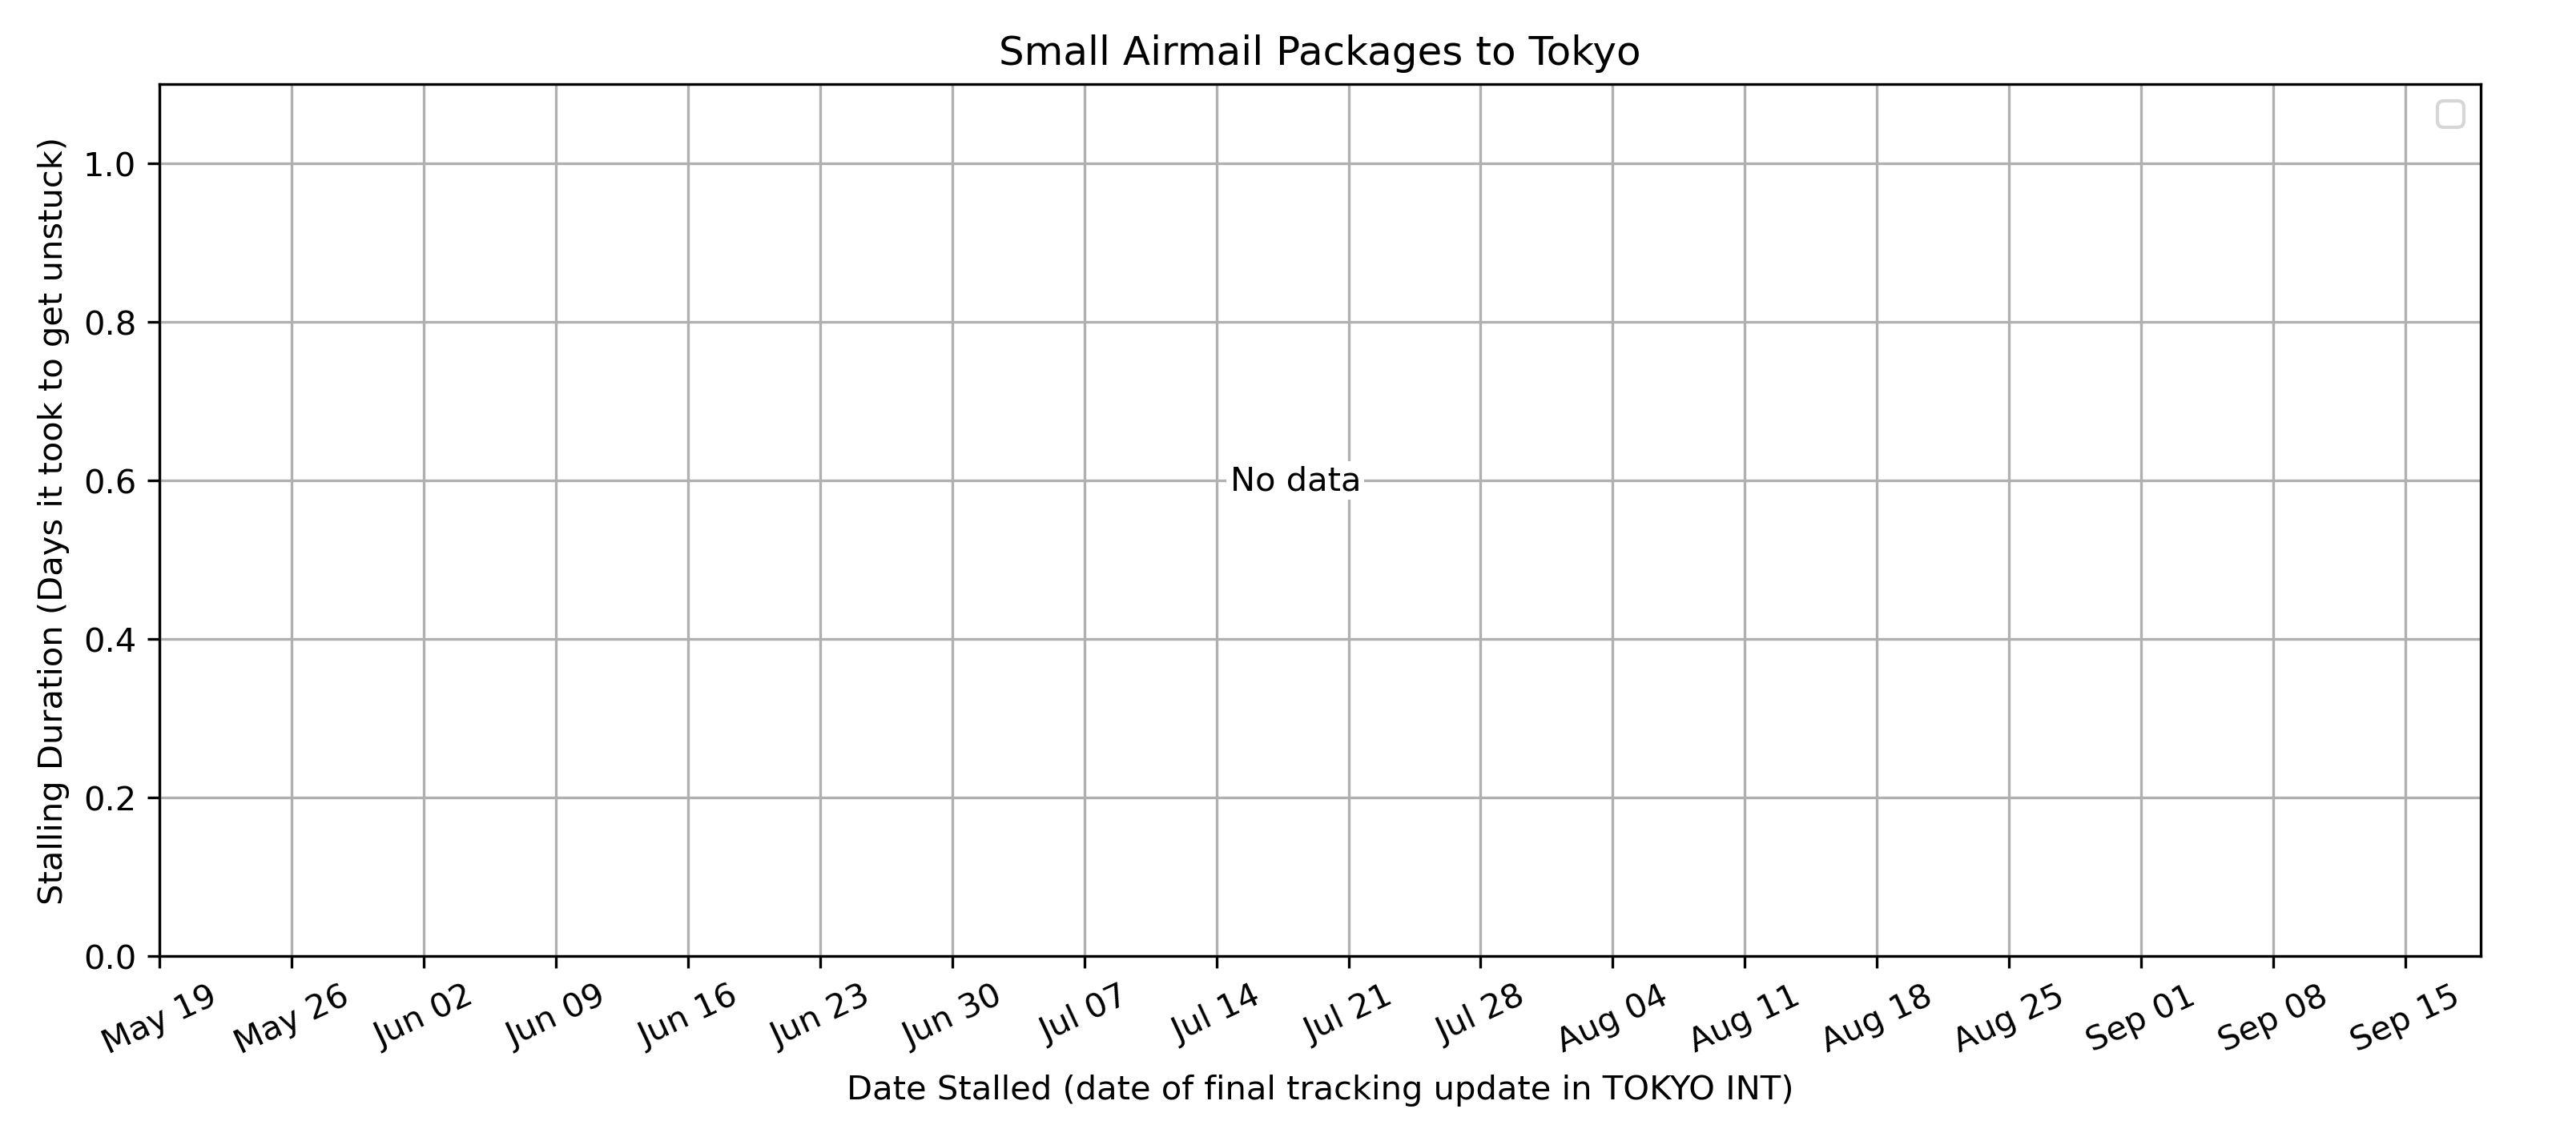 Small Airmail Packages to Tokyo
Stalling Duration (Days it took to get unstuck)
1.0
0.8
0.6
0.4
0.2
0.0
No data
May 19
May 26
Jun 02
Jun 09
Jun 16
Jun 23
Jun 30
Jul 07
Jul 14
Jul 21
Jul 28
Aug 04
Aug 11
Aug 18
Aug 25
Sep 01
Sep 08
Sep 15
Date Stalled (date of final tracking update in TOKYO INT)